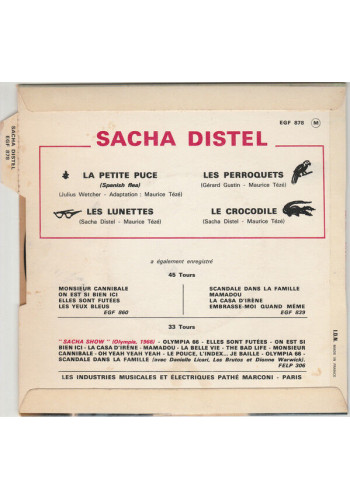 EGF 878 M
SACHA DISTEL
EGF 878
SACHA DISTEL
LA PETITE PUCE
(Spanish flea)
(Julius Wetcher - Adaptation : Maurice Tézé)
LES PERROQUETS
(Gérard Gustin - Maurice Tézé)
LES LUNETTES
(Sacha Distel - Maurice Tézé)
LE CROCODILE
(Sacha Distel - Maurice Tézé)
a également enregistré
45 Tours
MONSIEUR CANNIBALE
ON EST SI BIEN ICI
ELLES SONT FUTÉES
LES YEUX BLEUS
EGF 860
SCANDALE DANS LA FAMILLE
MAMADOU
LA CASA D'IRÈNE
EMBRASSE-MOI QUAND MÊME
EGF 839
33 Tours
"SACHA SHOW" (Olympia, 1966) - OLYMPIA 66 - ELLES SONT FUTÉES - ON EST SI
BIEN ICI - LA CASA D'IRÈNE - MAMADOU - LA BELLE VIE - THE BAD LIFE - MONSIEUR
CANNIBALE - OH YEAH YEAH YEAH - LE POUCE, L'INDEX... JE BAILLE - OLYMPIA 66 -
SCANDALE DANS LA FAMILLE (avec Danielle Licari, Les Brutos et Dionne Warwick).
FELP 306
LES INDUSTRIES MUSICALES ET ÉLECTRIQUES PATHÉ MARCONI - PARIS